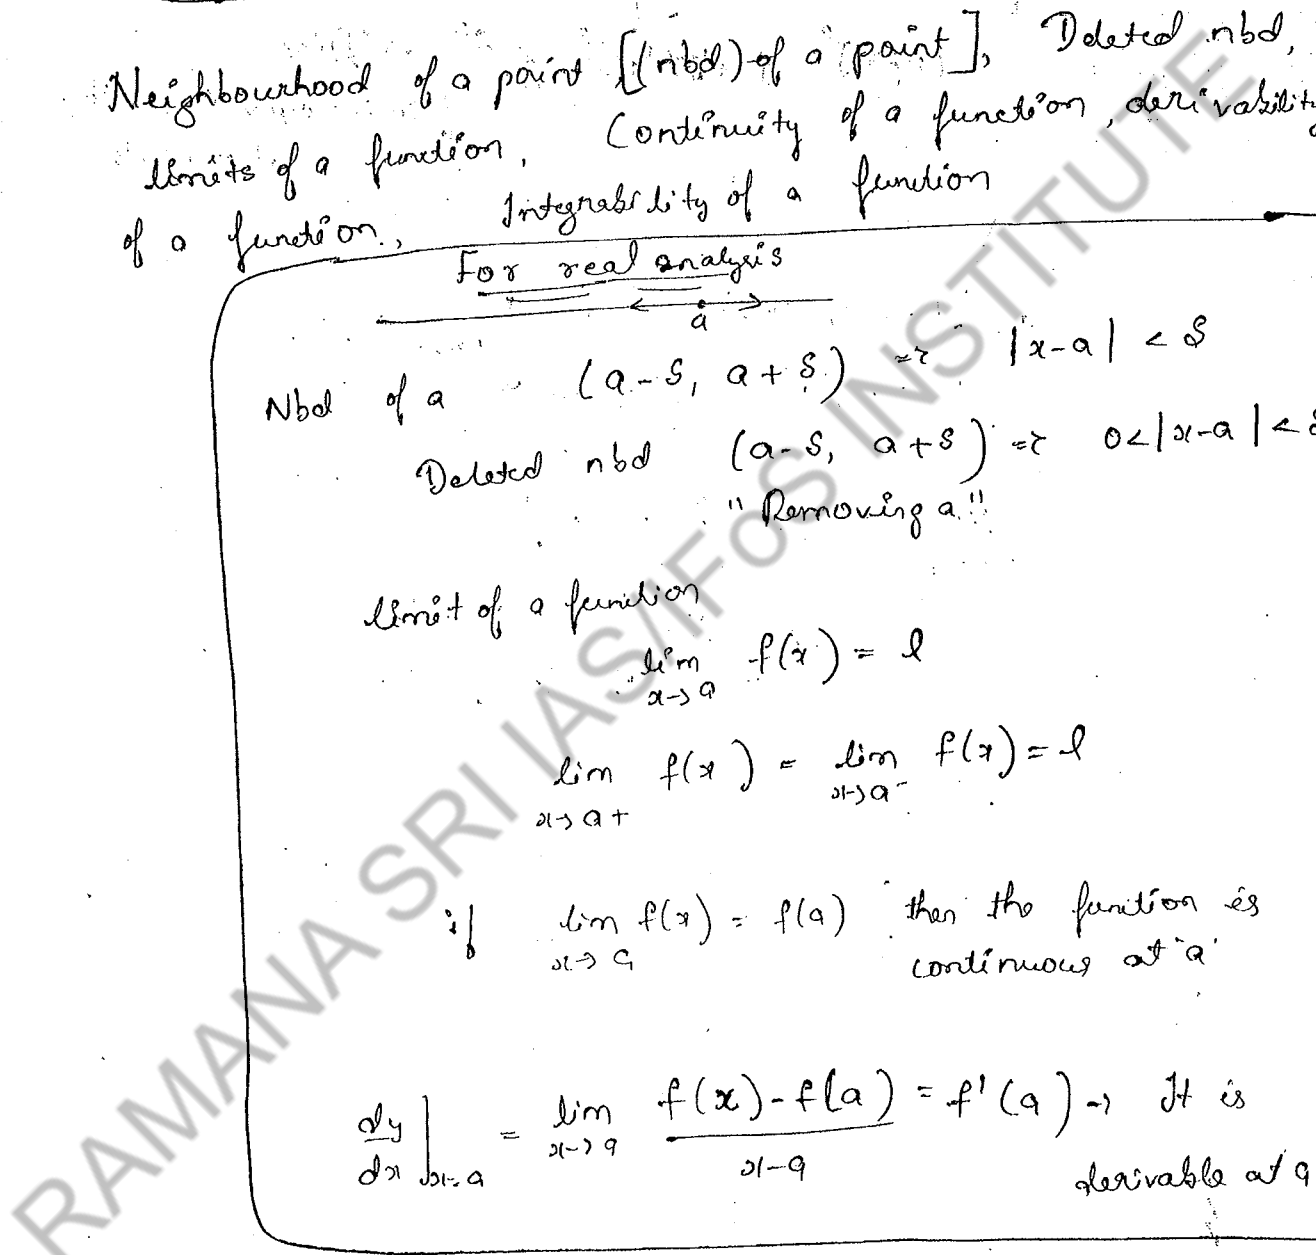 Neighbourhood of a point [(nbd) of a point], Deleted nbd,
limits of a function, Continuity of a function, derivability
of a function, Integrability of a function
For real analysis
a
Nbd of a (a-δ, a+δ) => |x-a| < δ
Deleted nbd (a-δ, a+δ) => 0<|x-a|<δ
"Removing a"
limit of a function
lim f(x) = l
x→a
lim f(x) = lim f(x) = l
x→a+ x→a-
if lim f(x) = f(a) then the function is
x→a continuous at 'a'
dy/dx|x=a = lim x→a (f(x)-f(a))/(x-a) = f'(a) → It is
derivable at a
RAMANA SRI IAS/IFoS INSTITUTE